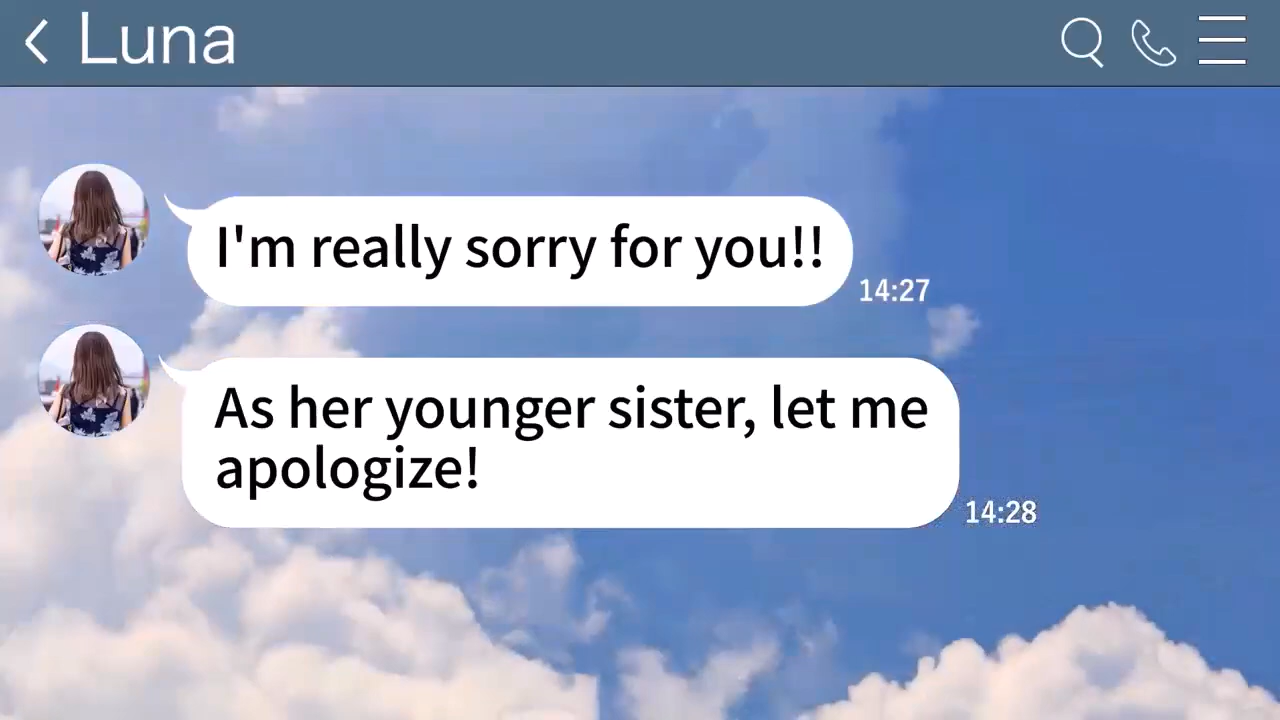 Luna
I'm really sorry for you!!
14:27
As her younger sister, let me
apologize!
14:28